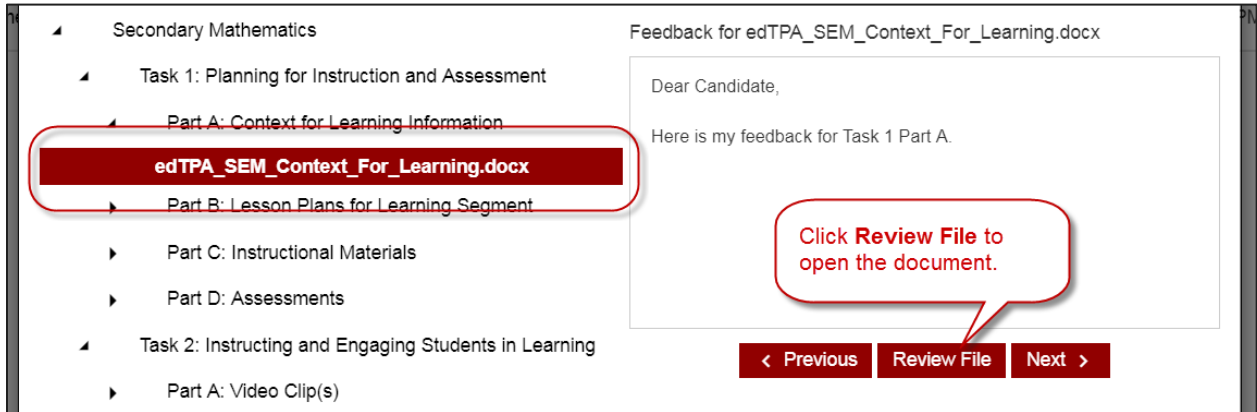 Secondary Mathematics
Task 1: Planning for Instruction and Assessment
Part A: Context for Learning Information
edTPA_SEM_Context_For_Learning.docx
Part B: Lesson Plans for Learning Segment
Part C: Instructional Materials
Part D: Assessments
Task 2: Instructing and Engaging Students in Learning
Part A: Video Clip(s)
Feedback for edTPA_SEM_Context_For_Learning.docx
Dear Candidate,
Here is my feedback for Task 1 Part A.
Click Review File to
open the document.
< Previous
Review File
Next >